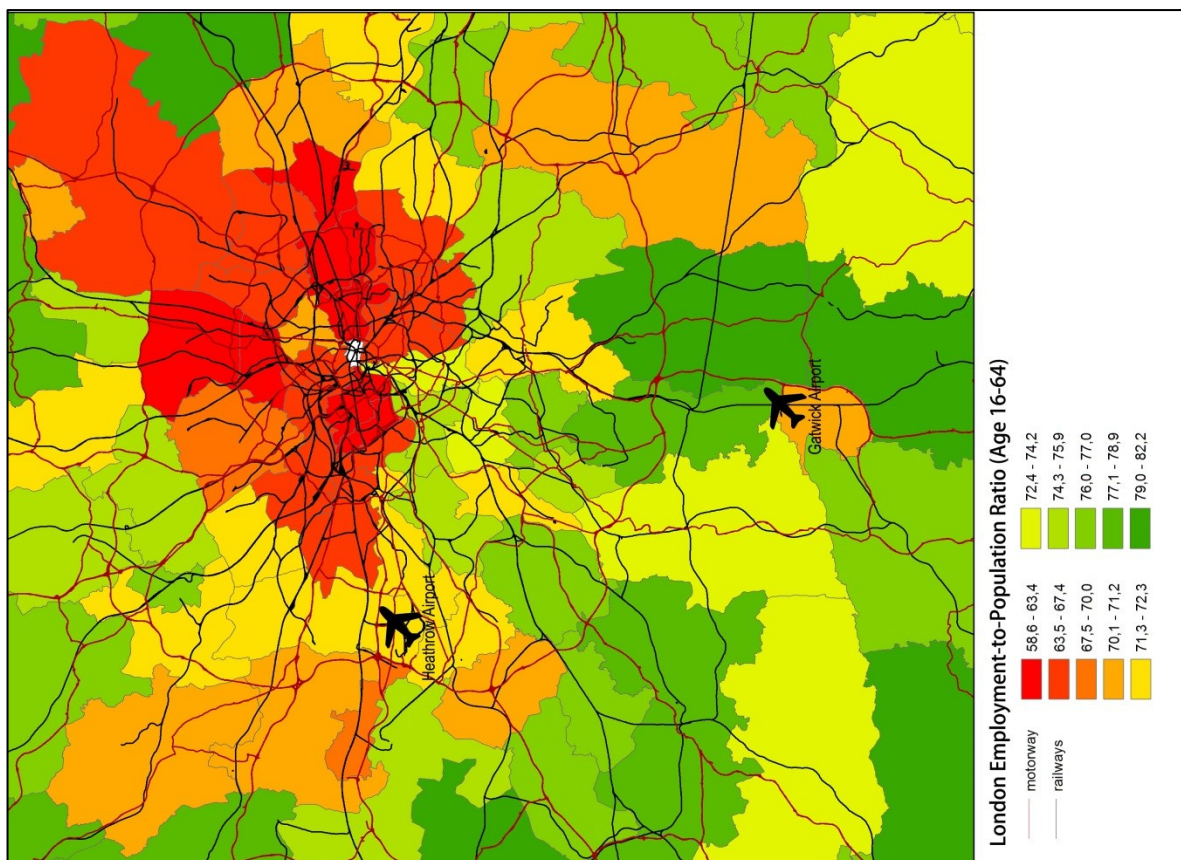 Heathrow Airport
Gatwick Airport
London Employment-to-Population Ratio (Age 16-64)
motorway
railways
58,6 - 63,4
63,5 - 67,4
67,5 - 70,0
70,1 - 71,2
71,3 - 72,3
72,4 - 74,2
74,3 - 75,9
76,0 - 77,0
77,1 - 78,9
79,0 - 82,2